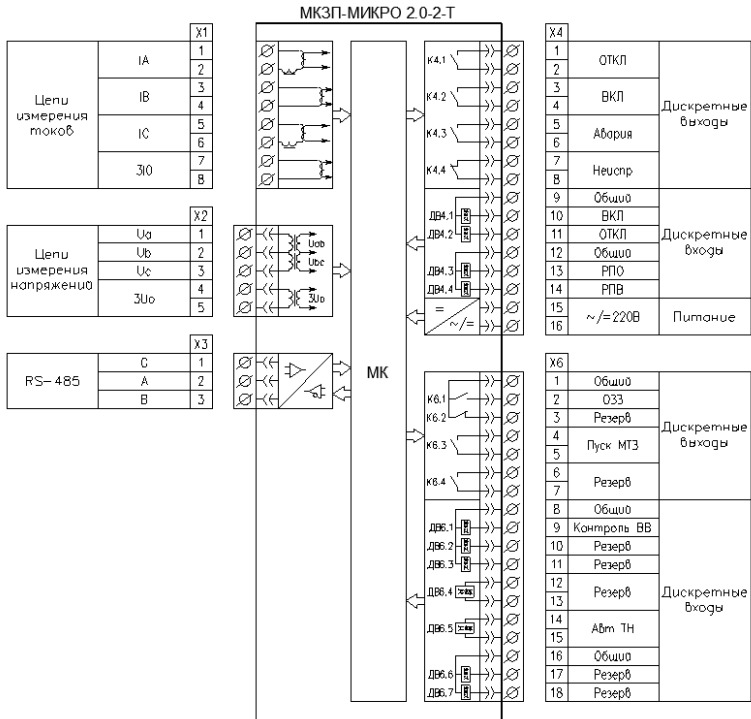 МКЗП-МИКРО 2.0-2-Т
X1
Цепи
измерения
токов
IA
1
2
IB
3
4
IC
5
6
3I0
7
8
X2
Цепи
измерения
напряжений
Ua
1
Ub
2
Uc
3
3Uo
4
5
Uab
Ubc
3Uo
X3
RS-485
C
1
A
2
B
3
МК
К4.1
К4.2
К4.3
К4.4
ДВ4.1
ДВ4.2
ДВ4.3
ДВ4.4
=
~/=
X4
1
2
ОТКЛ
3
4
ВКЛ
5
6
Авария
7
8
Неиспр
Дискретные
выходы
9
Общий
10
ВКЛ
11
ОТКЛ
12
Общий
13
РПО
14
РПВ
Дискретные
входы
15
16
~/=220В
Питание
К6.1
К6.2
К6.3
К6.4
ДВ6.1
ДВ6.2
ДВ6.3
ДВ6.4
ДВ6.5
ДВ6.6
ДВ6.7
X6
1
Общий
2
ОЗЗ
3
Резерв
4
5
Пуск МТЗ
6
7
Резерв
Дискретные
выходы
8
Общий
9
Контроль ВВ
10
Резерв
11
Резерв
12
13
Резерв
14
15
Авт ТН
16
Общий
17
Резерв
18
Резерв
Дискретные
входы